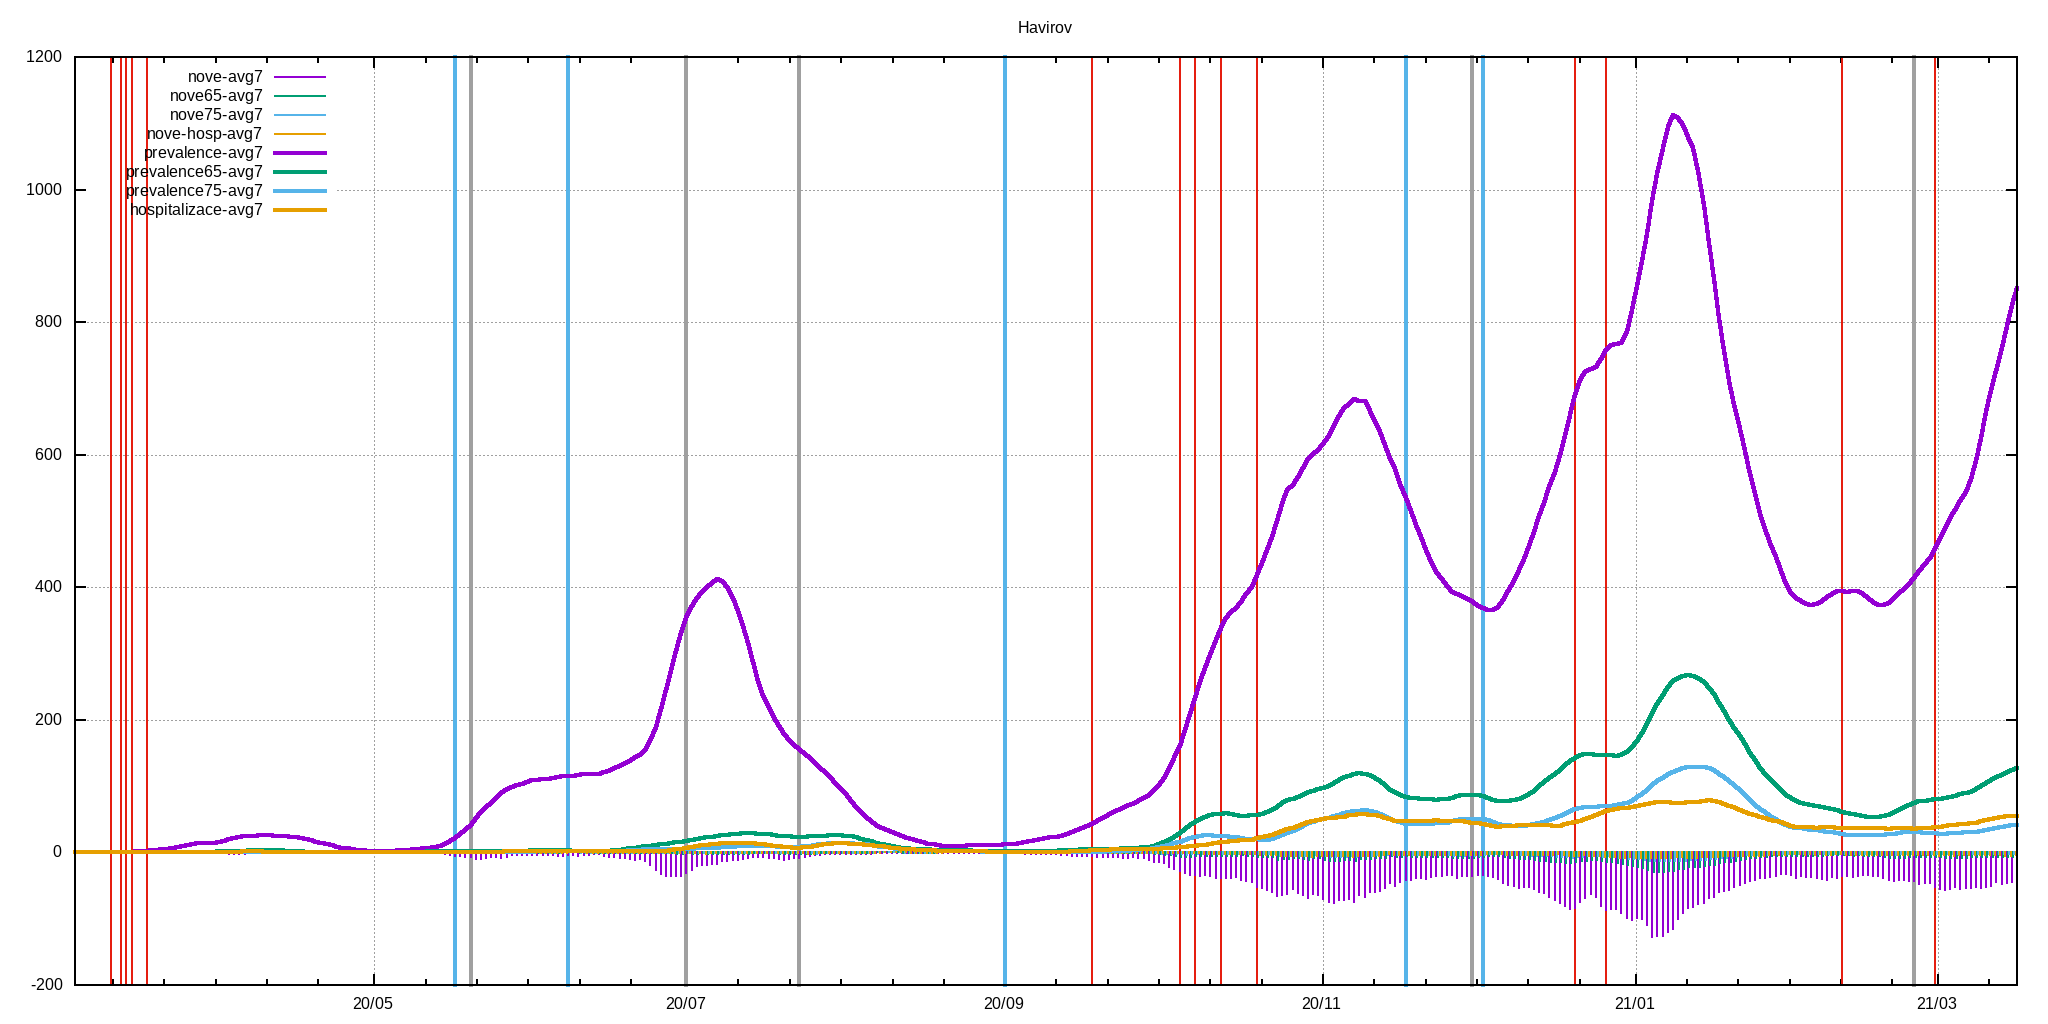 Havirov
1200
1000
800
600
400
200
0
-200
nove-avg7
nove65-avg7
nove75-avg7
nove-hosp-avg7
prevalence-avg7
prevalence65-avg7
prevalence75-avg7
hospitalizace-avg7
20/05 20/07 20/09 20/11 21/01 21/03